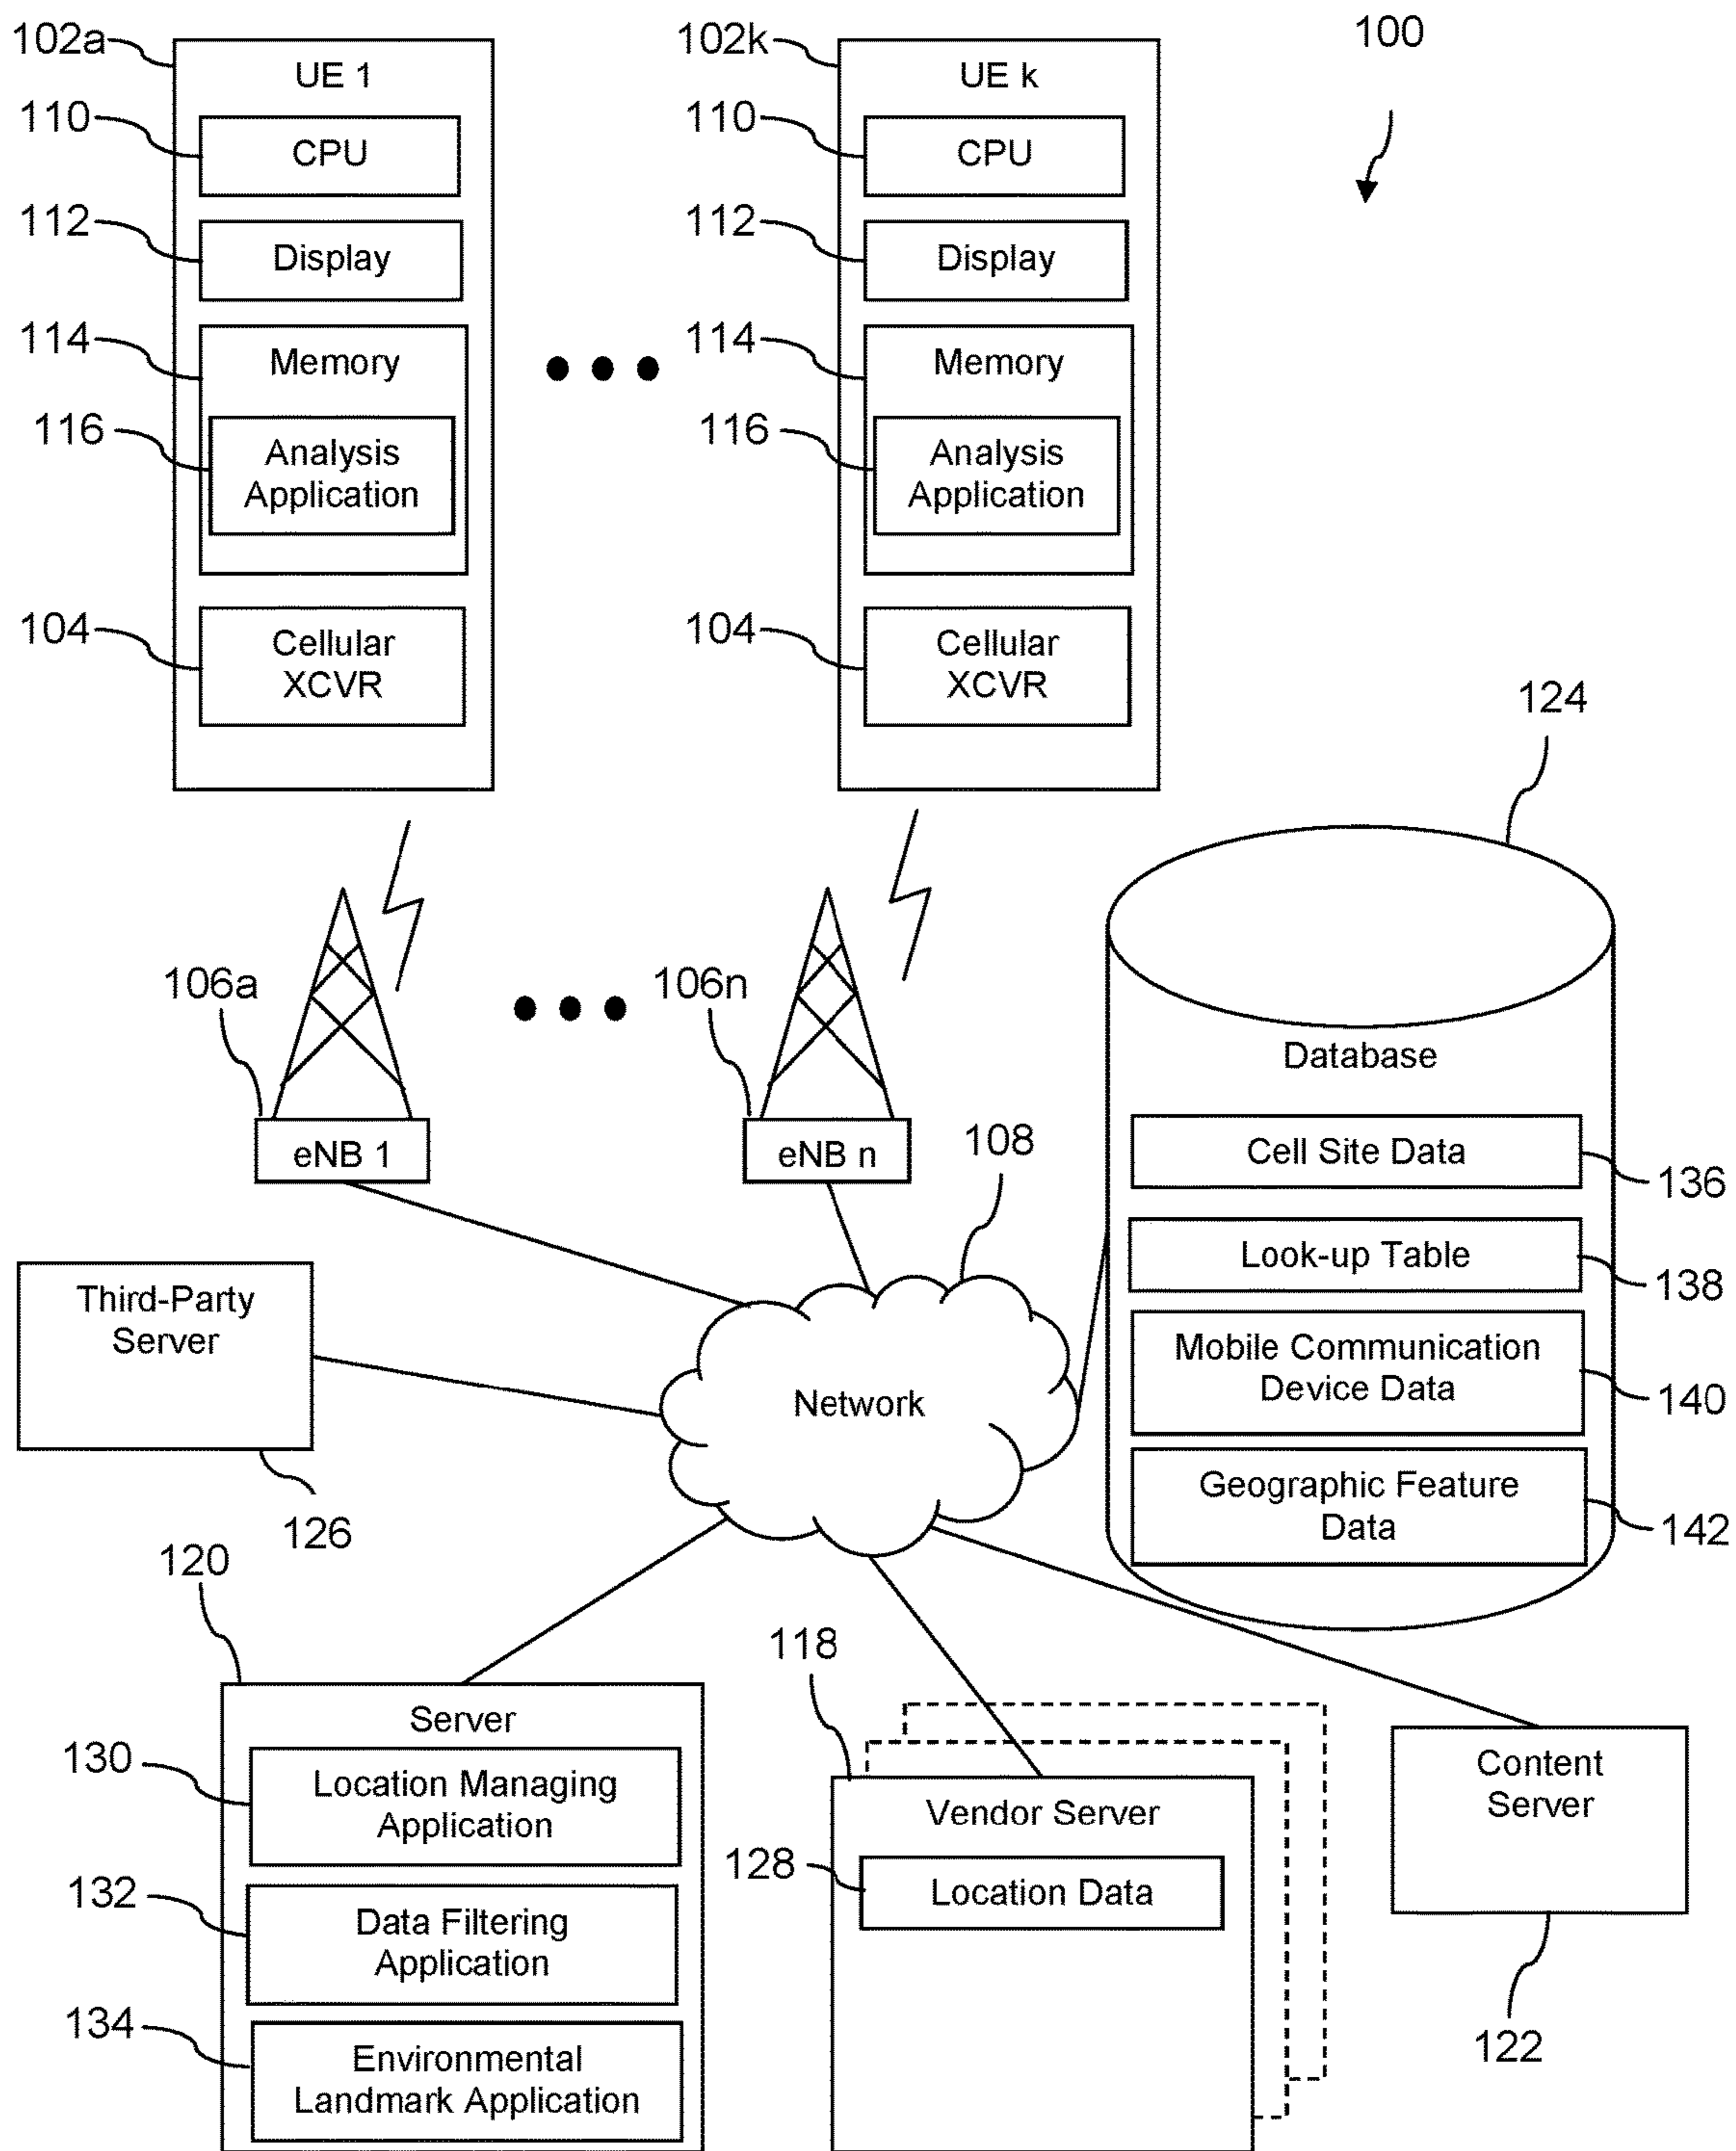 100
102a
UE 1
110
CPU
112
Display
114
Memory
116
Analysis
Application
104
Cellular
XCVR
102k
UE k
110
CPU
112
Display
114
Memory
116
Analysis
Application
104
Cellular
XCVR
106a
eNB 1
106n
eNB n
108
Network
124
Database
Cell Site Data
136
Look-up Table
138
Mobile Communication
Device Data
140
Geographic Feature
Data
142
Third-Party
Server
126
120
Server
130
Location Managing
Application
132
Data Filtering
Application
134
Environmental
Landmark Application
118
Vendor Server
128
Location Data
Content
Server
122